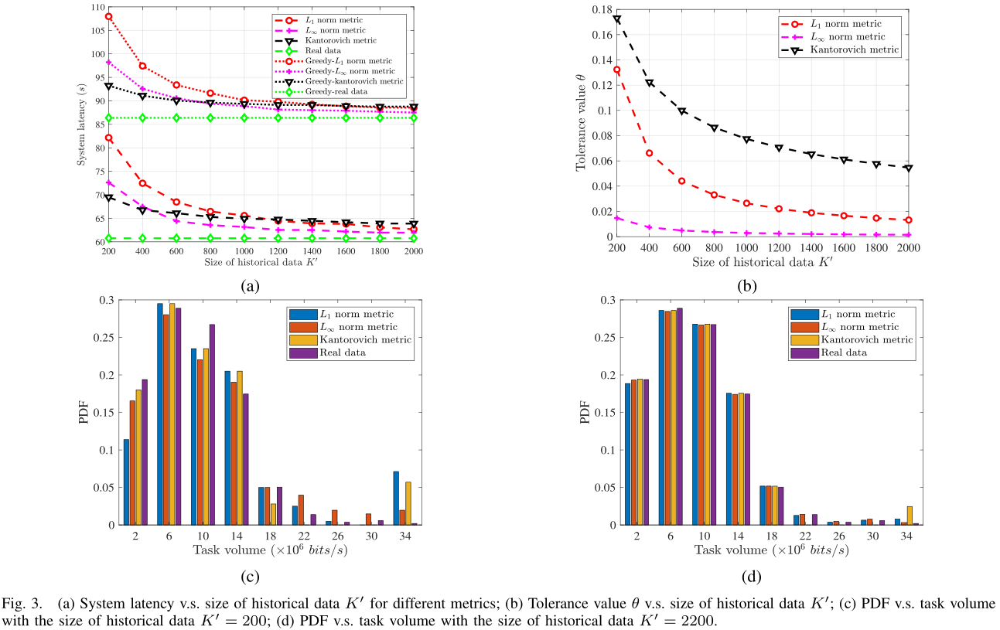 110
105
100
95
90
85
80
75
70
65
60
System latency (s)
L₁ norm metric
L∞ norm metric
Kantorovich metric
Real data
Greedy-L₁ norm metric
Greedy-L∞ norm metric
Greedy-kantorovich metric
Greedy-real data
200 400 600 800 1000 1200 1400 1600 1800 2000
Size of historical data K′
(a)
0.18
0.16
0.14
0.12
0.1
0.08
0.06
0.04
0.02
0
Tolerance value θ
L₁ norm metric
L∞ norm metric
Kantorovich metric
200 400 600 800 1000 1200 1400 1600 1800 2000
Size of historical data K′
(b)
0.3
0.25
0.2
0.15
0.1
0.05
0
PDF
L₁ norm metric
L∞ norm metric
Kantorovich metric
Real data
2 6 10 14 18 22 26 30 34
Task volume (×10⁶ bits/s)
(c)
0.3
0.25
0.2
0.15
0.1
0.05
0
PDF
L₁ norm metric
L∞ norm metric
Kantorovich metric
Real data
2 6 10 14 18 22 26 30 34
Task volume (×10⁶ bits/s)
(d)
Fig. 3. (a) System latency v.s. size of historical data K′ for different metrics; (b) Tolerance value θ v.s. size of historical data K′; (c) PDF v.s. task volume
with the size of historical data K′ = 200; (d) PDF v.s. task volume with the size of historical data K′ = 2200.